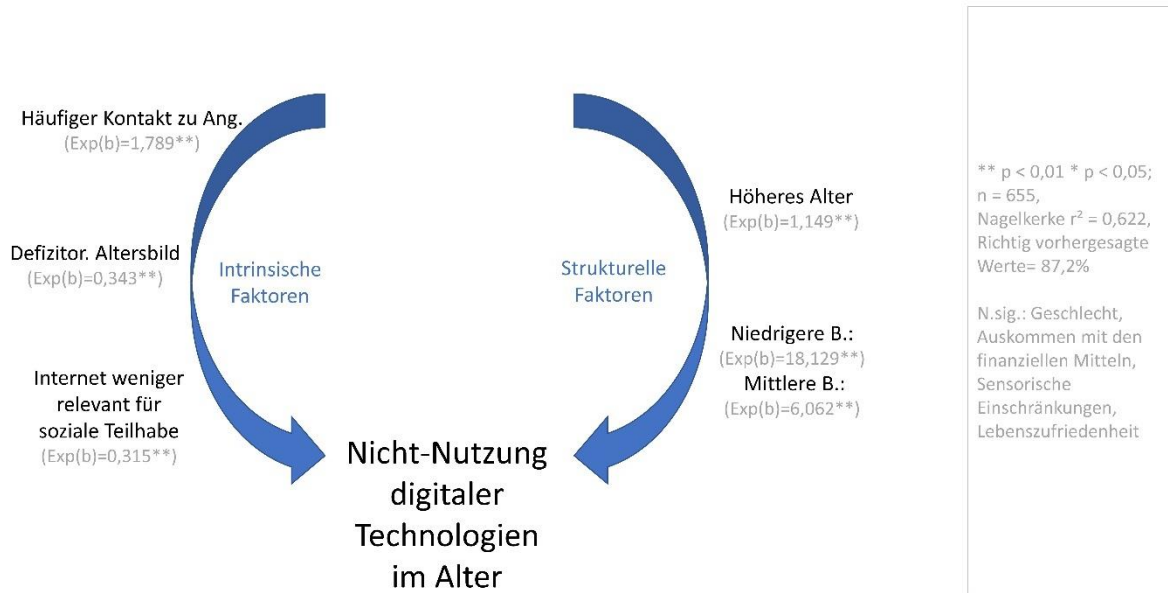 Häufiger Kontakt zu Ang.
(Exp(b)=1,789**)
Defizitor. Altersbild
(Exp(b)=0,343**)
Internet weniger
relevant für
soziale Teilhabe
(Exp(b)=0,315**)
Intrinsische
Faktoren
Strukturelle
Faktoren
Höheres Alter
(Exp(b)=1,149**)
Niedrigere B.:
(Exp(b)=18,129**)
Mittlere B.:
(Exp(b)=6,062**)
Nicht-Nutzung
digitaler
Technologien
im Alter
** p < 0,01 * p < 0,05;
n = 655,
Nagelkerke r² = 0,622,
Richtig vorhergesagte
Werte= 87,2%
N.sig.: Geschlecht,
Auskommen mit den
finanziellen Mitteln,
Sensorische
Einschränkungen,
Lebenszufriedenheit